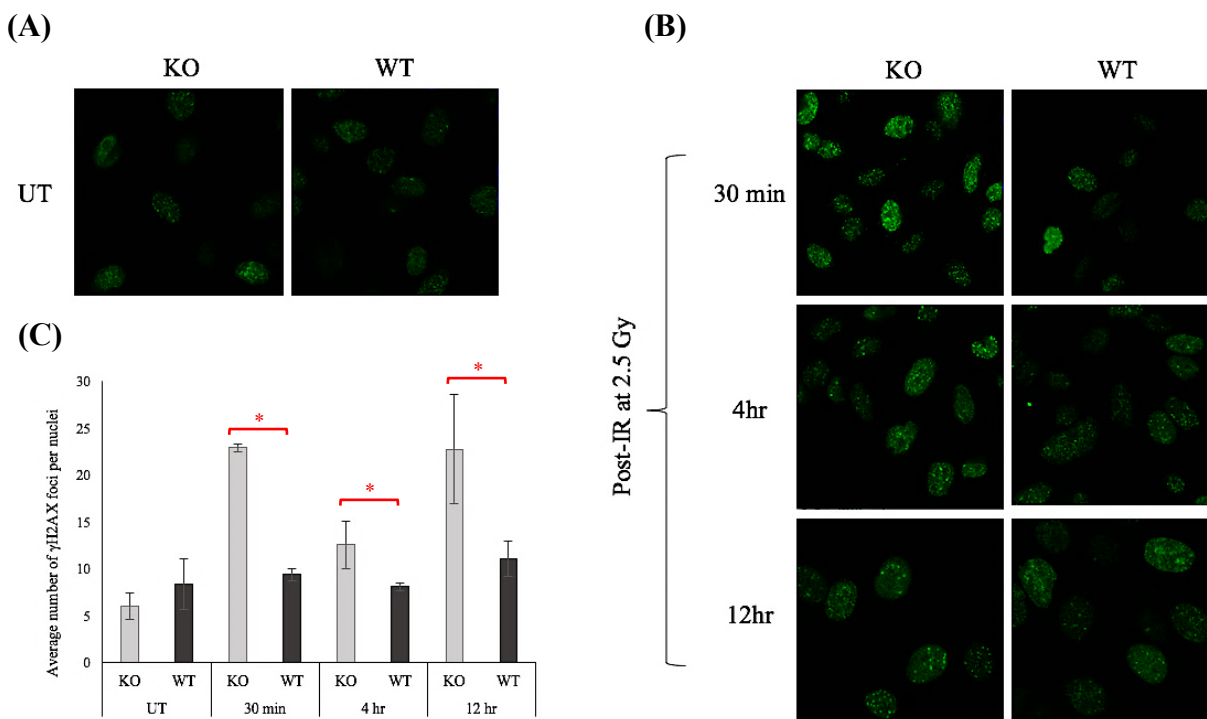 (A)
KO WT
UT
(B)
KO WT
30 min
4hr
12hr
Post-IR at 2.5 Gy
(C)
Average number of γH2AX foci per nuclei
30
25
20
15
10
5
0
* * *
KO WT KO WT KO WT KO WT
UT 30 min 4 hr 12 hr